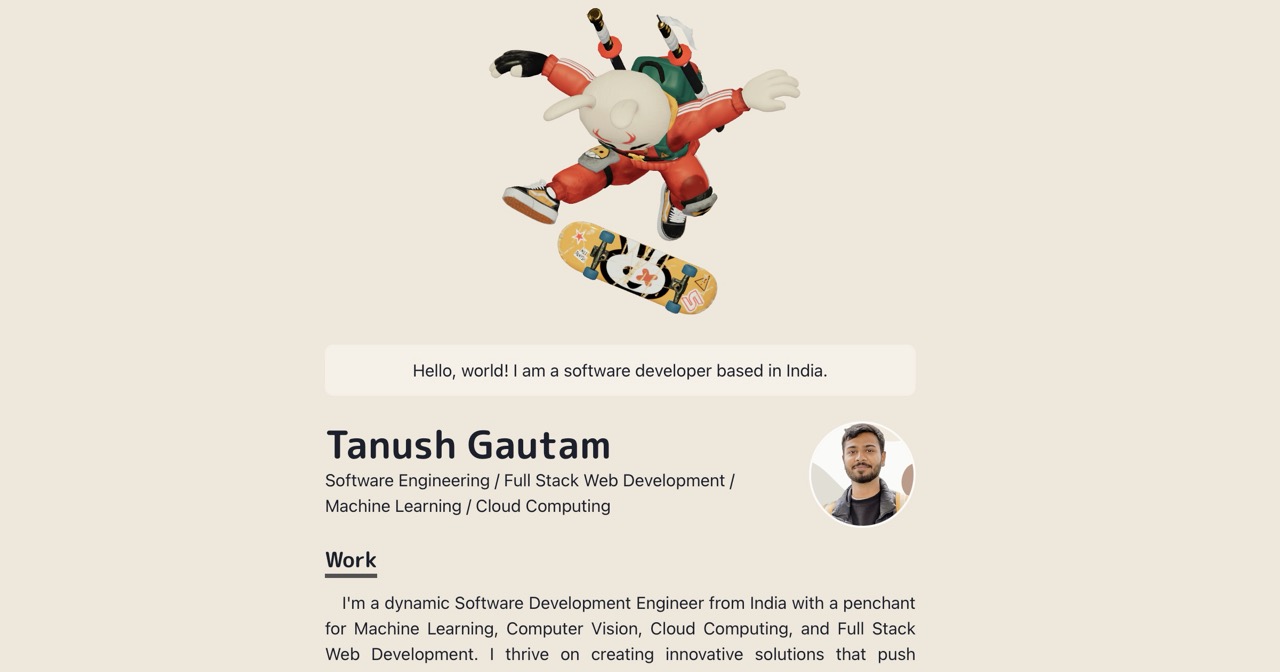 Hello, world! I am a software developer based in India.
Tanush Gautam
Software Engineering / Full Stack Web Development /
Machine Learning / Cloud Computing
Work
I'm a dynamic Software Development Engineer from India with a penchant
for Machine Learning, Computer Vision, Cloud Computing, and Full Stack
Web Development. I thrive on creating innovative solutions that push